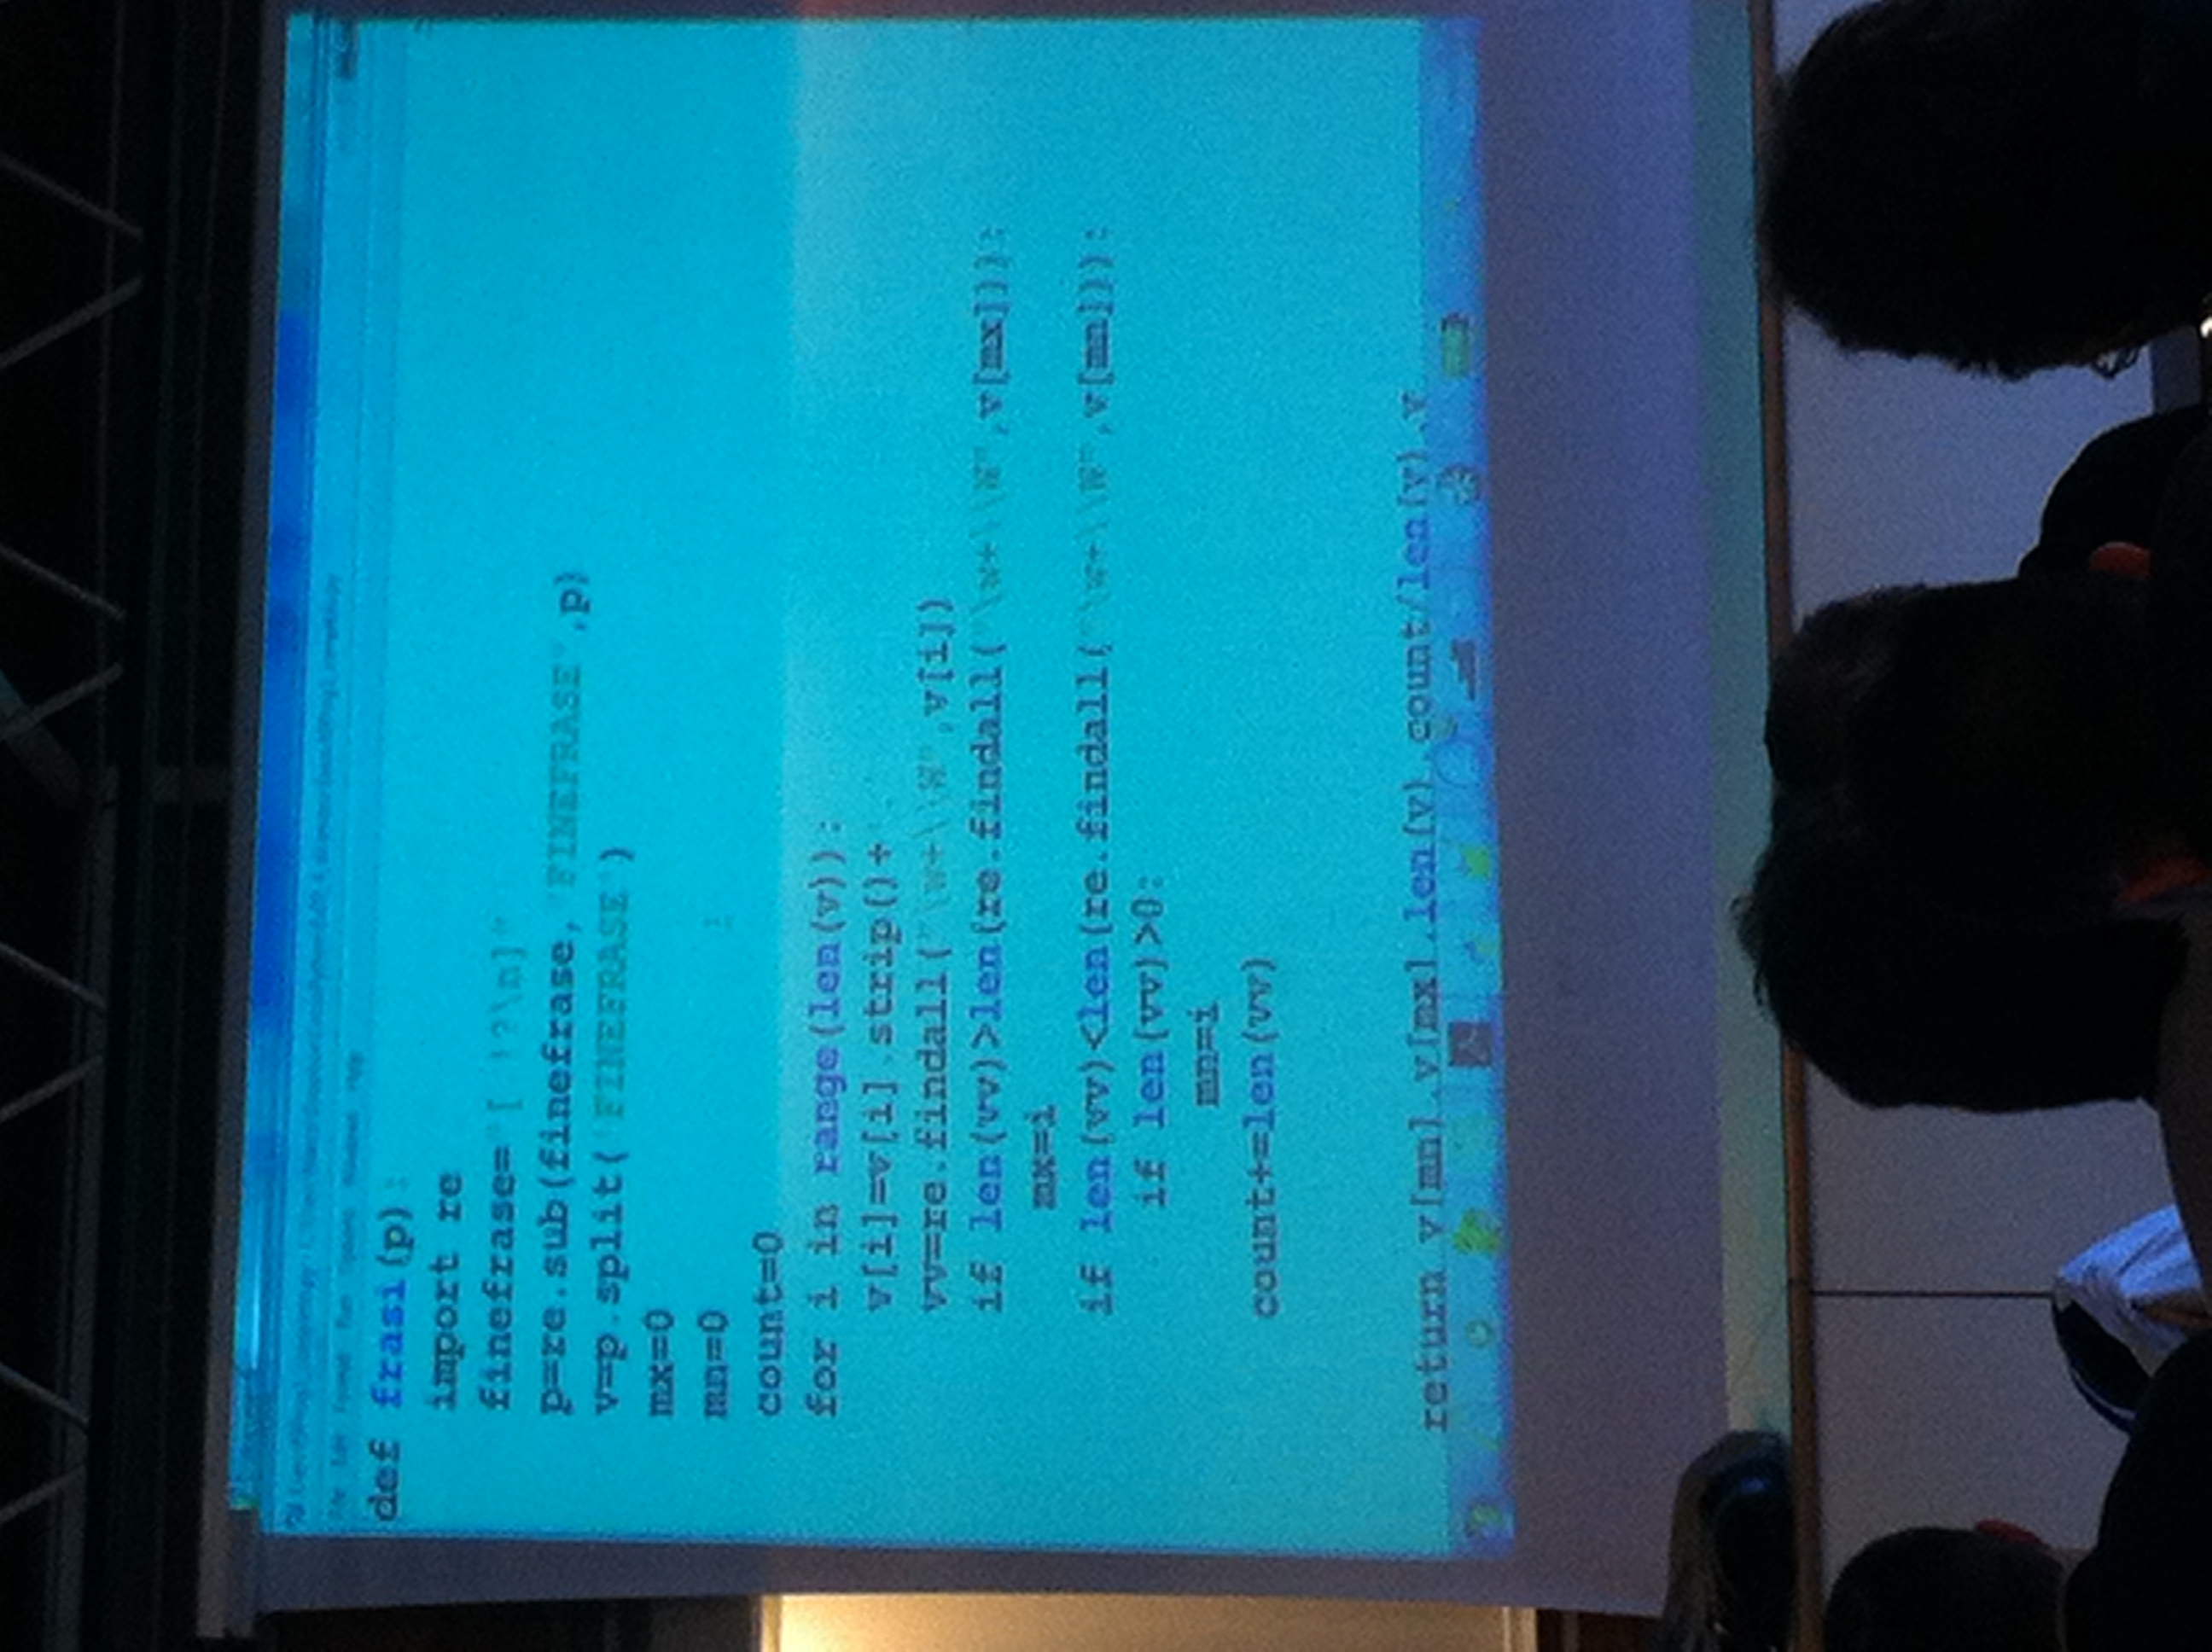 File Edit Format Run Options Windows Help
def frasi(p):
import re
finefrase="[ !?\n]"
p=re.sub(finefrase,"FINEFRASE",p)
v=p.split('FINEFRASE')
mx=0
mn=0
count=0
for i in range(len(v)):
v[i]=v[i].strip()+
vv=re.findall("\w+\\W",v[i])
if len(vv)>len(re.findall("\w+\\W",v[mx])):
mx=i
if len(vv)<len(re.findall("\w+\\W",v[mn])):
if len(vv)>0:
mn=i
count+=len(vv)
return v[mn],v[mx],len(v),count/len(v),v